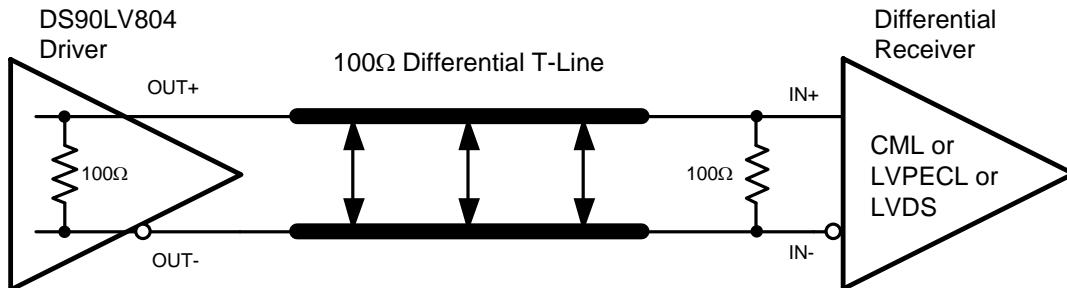 DS90LV804
Driver
100Ω Differential T-Line
Differential
Receiver
OUT+
IN+
100Ω
100Ω
CML or
LVPECL or
LVDS
OUT-
IN-